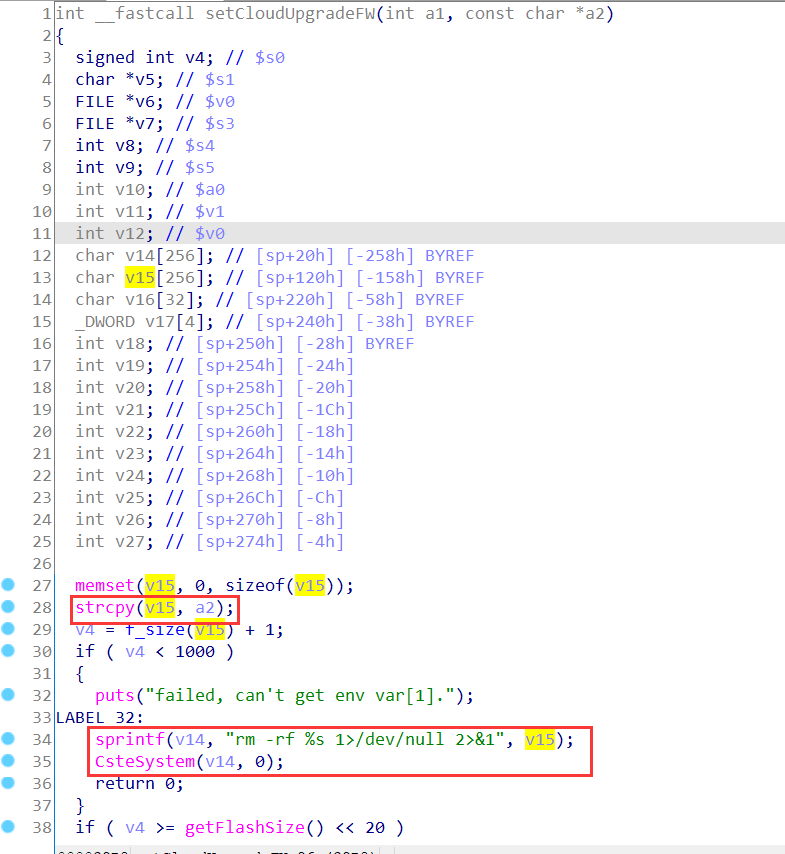 1 int __fastcall setCloudUpgradeFW(int a1, const char *a2)
2 {
3 signed int v4; // $s0
4 char *v5; // $s1
5 FILE *v6; // $v0
6 FILE *v7; // $s3
7 int v8; // $s4
8 int v9; // $s5
9 int v10; // $a0
10 int v11; // $v1
11 int v12; // $v0
12 char v14[256]; // [sp+20h] [-258h] BYREF
13 char v15[256]; // [sp+120h] [-158h] BYREF
14 char v16[32]; // [sp+220h] [-58h] BYREF
15 _DWORD v17[4]; // [sp+240h] [-38h] BYREF
16 int v18; // [sp+250h] [-28h] BYREF
17 int v19; // [sp+254h] [-24h]
18 int v20; // [sp+258h] [-20h]
19 int v21; // [sp+25Ch] [-1Ch]
20 int v22; // [sp+260h] [-18h]
21 int v23; // [sp+264h] [-14h]
22 int v24; // [sp+268h] [-10h]
23 int v25; // [sp+26Ch] [-Ch]
24 int v26; // [sp+270h] [-8h]
25 int v27; // [sp+274h] [-4h]
26
27 memset(v15, 0, sizeof(v15));
28 strcpy(v15, a2);
29 v4 = f_size(v15) + 1;
30 if ( v4 < 1000 )
31 {
32 puts("failed, can't get env var[1].");
33 LABEL_32:
34 sprintf(v14, "rm -rf %s 1>/dev/null 2>&1", v15);
35 CsteSystem(v14, 0);
36 return 0;
37 }
38 if ( v4 >= getFlashSize() << 20 )